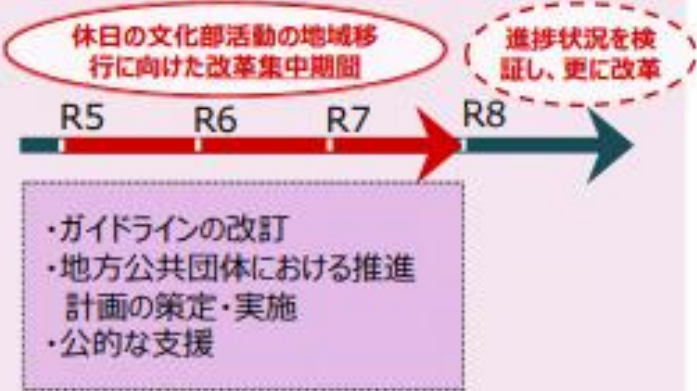 休日の文化部活動の地域移
行に向けた改革集中期間
進捗状況を検
証し、更に改革
R5 R6 R7 R8
・ガイドラインの改訂
・地方公共団体における推進
計画の策定・実施
・公的な支援